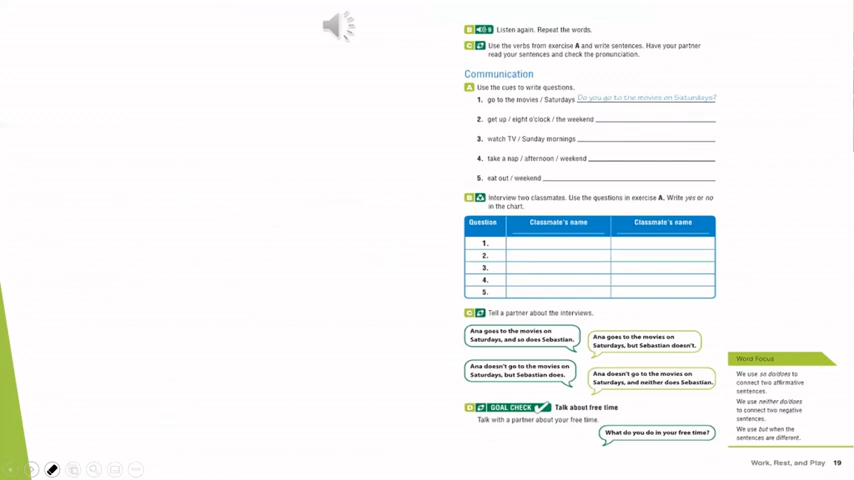 B 9 Listen again. Repeat the words.
C Use the verbs from exercise A and write sentences. Have your partner
read your sentences and check the pronunciation.
Communication
A Use the cues to write questions.
1. go to the movies / Saturdays Do you go to the movies on Saturdays?
2. get up / eight o'clock / the weekend
3. watch TV / Sunday mornings
4. take a nap / afternoon / weekend
5. eat out / weekend
B Interview two classmates. Use the questions in exercise A. Write yes or no
in the chart.
Question Classmate's name Classmate's name
1.
2.
3.
4.
5.
C Tell a partner about the interviews.
Ana goes to the movies on
Saturdays, and so does Sebastian.
Ana goes to the movies on
Saturdays, but Sebastian doesn't.
Ana doesn't go to the movies on
Saturdays, but Sebastian does.
Ana doesn't go to the movies on
Saturdays, and neither does Sebastian.
D GOAL CHECK Talk about free time
Talk with a partner about your free time.
What do you do in your free time?
Word Focus
We use so do/does to
connect two affirmative
sentences.
We use neither do/does
to connect two negative
sentences.
We use but when the
sentences are different.
Work, Rest, and Play 19